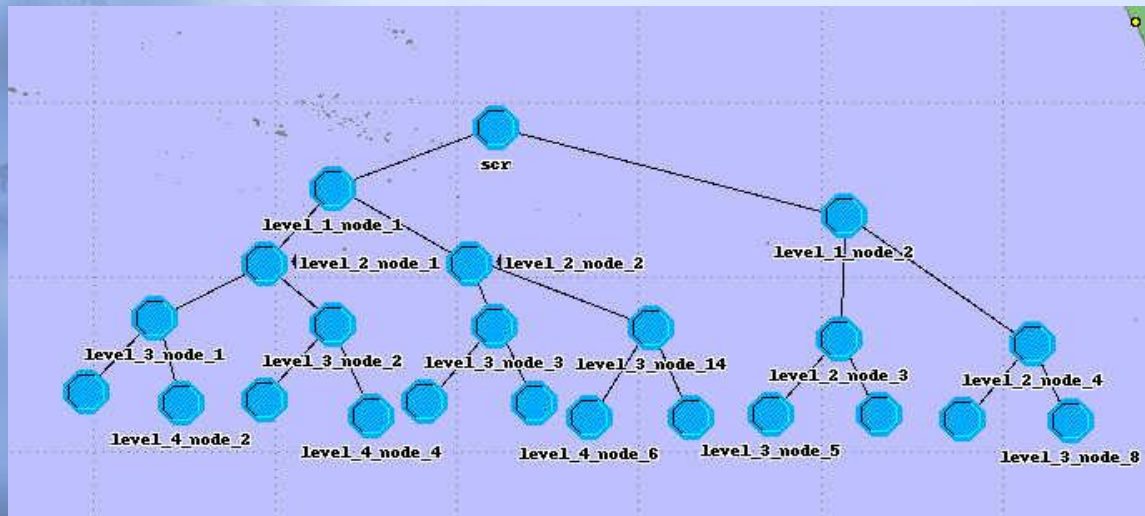 scr
level_1_node_1
level_1_node_2
level_2_node_1
level_2_node_2
level_3_node_1
level_3_node_2
level_3_node_3
level_3_node_14
level_2_node_3
level_2_node_4
level_4_node_2
level_4_node_4
level_4_node_6
level_3_node_5
level_3_node_8